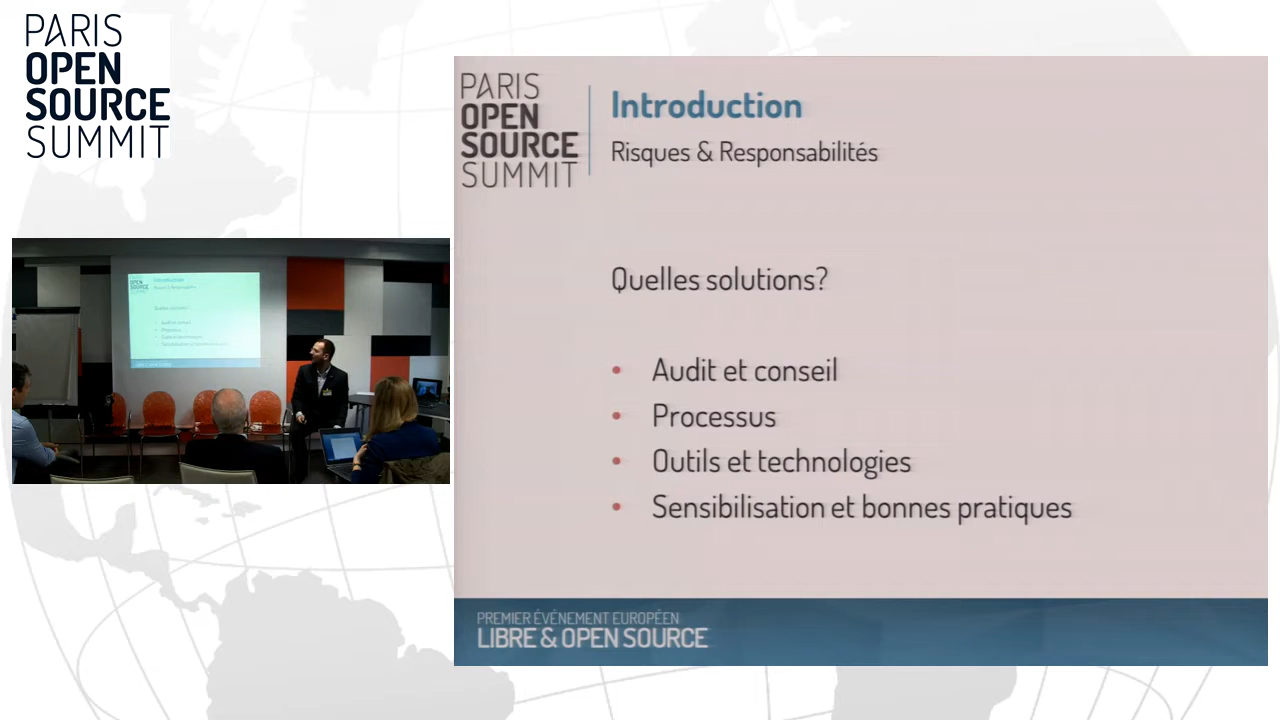 PARIS
OPEN
SOURCE
SUMMIT
PARIS
OPEN
SOURCE
SUMMIT
Introduction
Risques & Responsabilités
Quelles solutions?
• Audit et conseil
• Processus
• Outils et technologies
• Sensibilisation et bonnes pratiques
PREMIER ÉVÉNEMENT EUROPÉEN
LIBRE & OPEN SOURCE